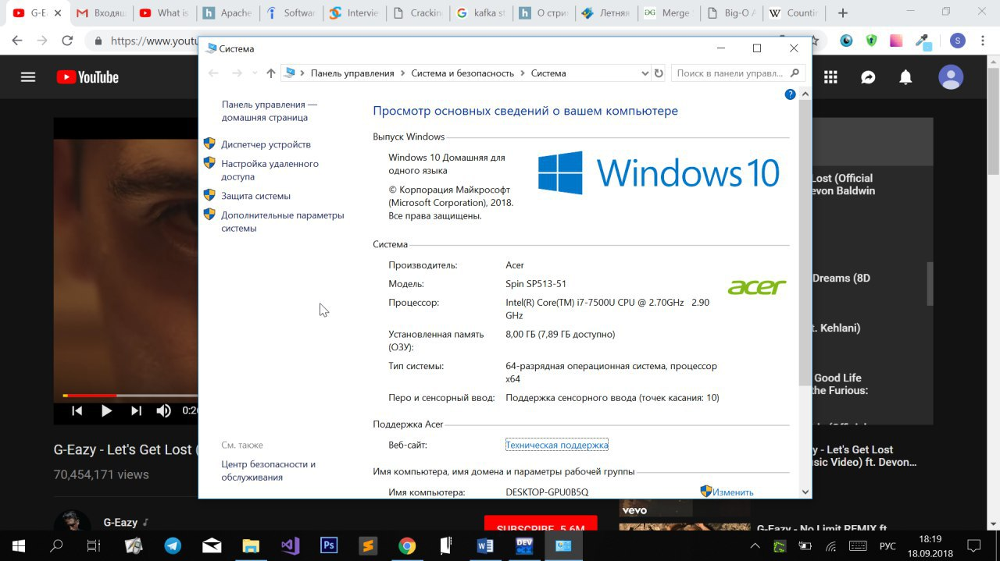 G-E
Входящ
What is
Apache
Softwar
Intervie
Crackin
kafka st
О стри
Летняя
Merge
Big-O A
Countin
https://www.youtu
S
YouTube
Система
Панель управления
Система и безопасность
Система
Поиск в панели управл...
Панель управления —
домашняя страница
Диспетчер устройств
Настройка удаленного
доступа
Защита системы
Дополнительные параметры
системы
См. также
Центр безопасности и
обслуживания
Просмотр основных сведений о вашем компьютере
Выпуск Windows
Windows 10 Домашняя для
одного языка
© Корпорация Майкрософт
(Microsoft Corporation), 2018.
Все права защищены.
Windows 10
Система
Производитель: Acer
Модель: Spin SP513-51
Процессор: Intel(R) Core(TM) i7-7500U CPU @ 2.70GHz 2.90
GHz
acer
Установленная память
(ОЗУ):
8,00 ГБ (7,89 ГБ доступно)
Тип системы: 64-разрядная операционная система, процессор
x64
Перо и сенсорный ввод: Поддержка сенсорного ввода (точек касания: 10)
Поддержка Acer
Веб-сайт: Техническая поддержка
Имя компьютера, имя домена и параметры рабочей группы
Имя компьютера: DESKTOP-GPU0B5Q
Изменить
Lost (Official
evon Baldwin
Dreams (8D
t. Kehlani)
Good Life
the Furious:
0:20
G-Eazy - Let's Get Lost (
70,454,171 views
G-Eazy
SUBSCRIBE 5.6M
y - Let's Get Lost
sic Video) ft. Devon...
vevo
G-Eazy - No Limit REMIX ft
Ps
DEV
РУС
18:19
18.09.2018